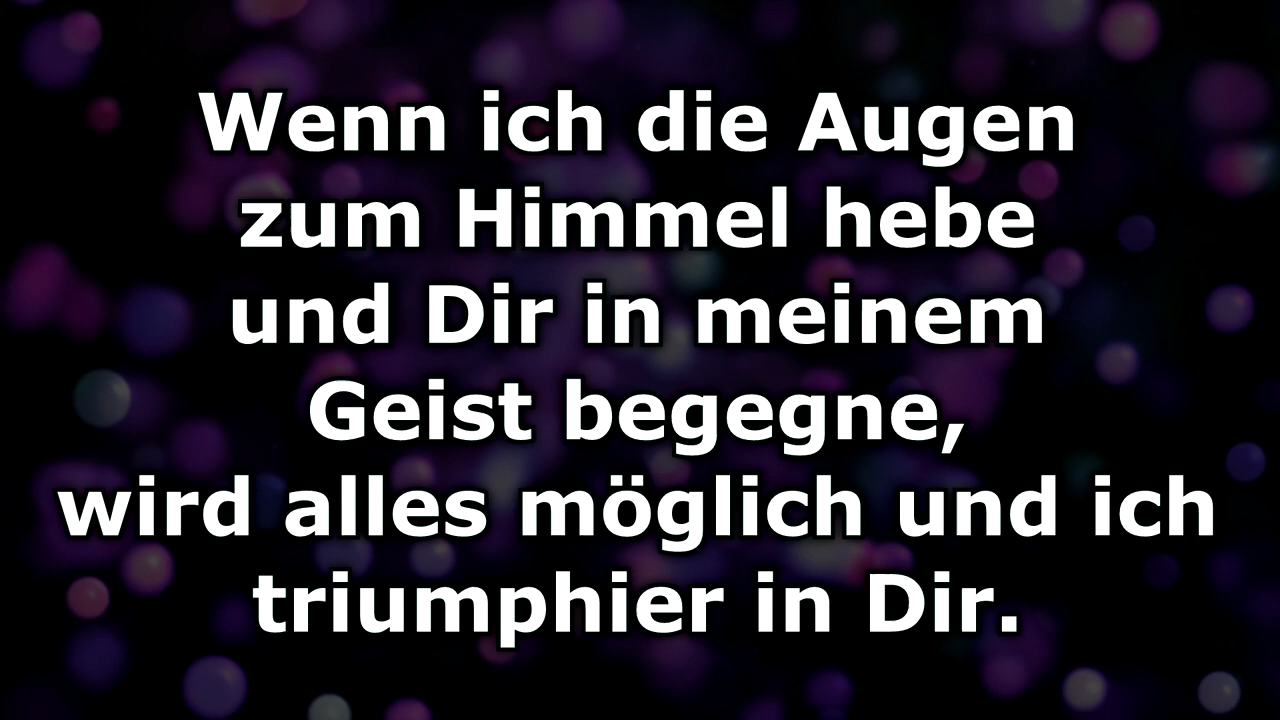 Wenn ich die Augen
zum Himmel hebe
und Dir in meinem
Geist begegne,
wird alles möglich und ich
triumphier in Dir.